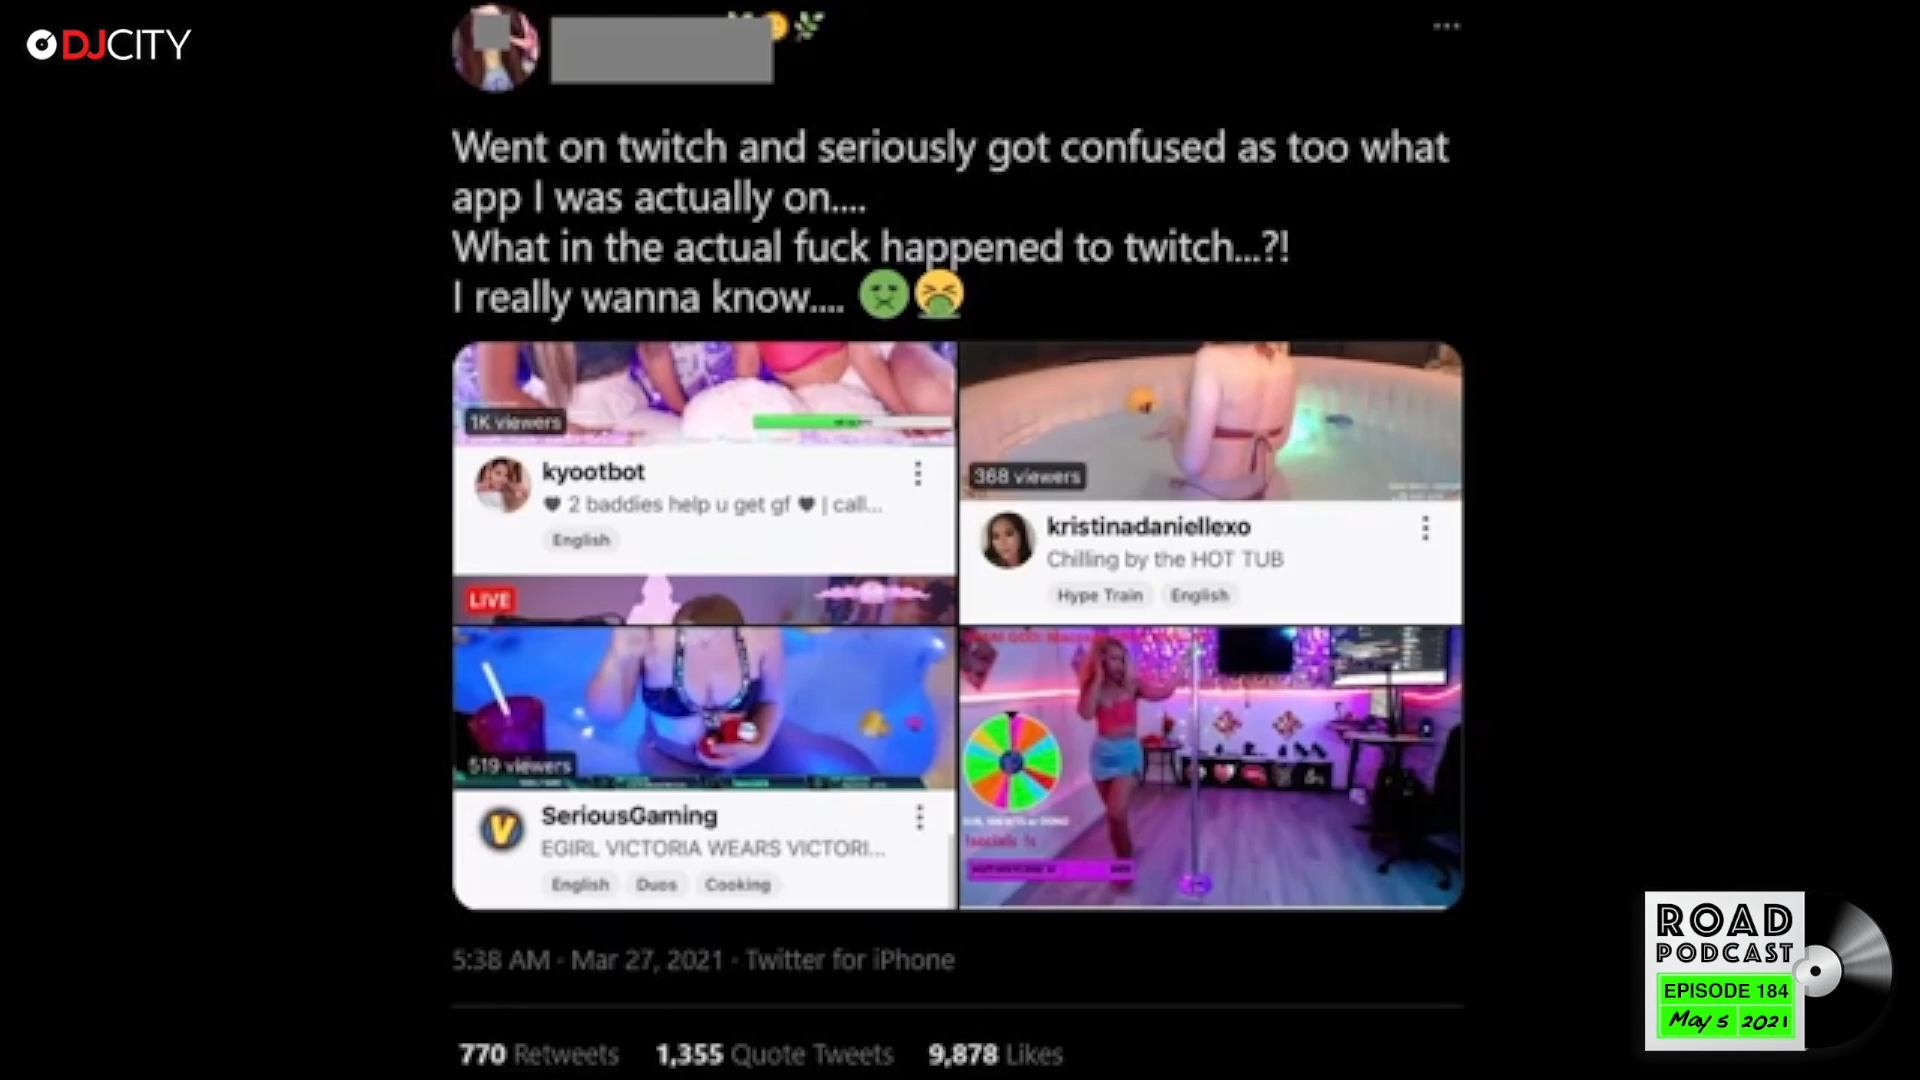 DJCITY
Went on twitch and seriously got confused as too what
app I was actually on....
What in the actual fuck happened to twitch...?!
I really wanna know....
1K viewers
kyootbot
♥ 2 baddies help u get gf ♥ | call...
English
LIVE
368 viewers
kristinadaniellexo
Chilling by the HOT TUB
Hype Train English
519 viewers
SeriousGaming
EGIRL VICTORIA WEARS VICTORI...
English Duos Cooking
!socials
5:38 AM · Mar 27, 2021 · Twitter for iPhone
770 Retweets 1,355 Quote Tweets 9,878 Likes
ROAD
PODCAST
EPISODE 184
May 5 2021